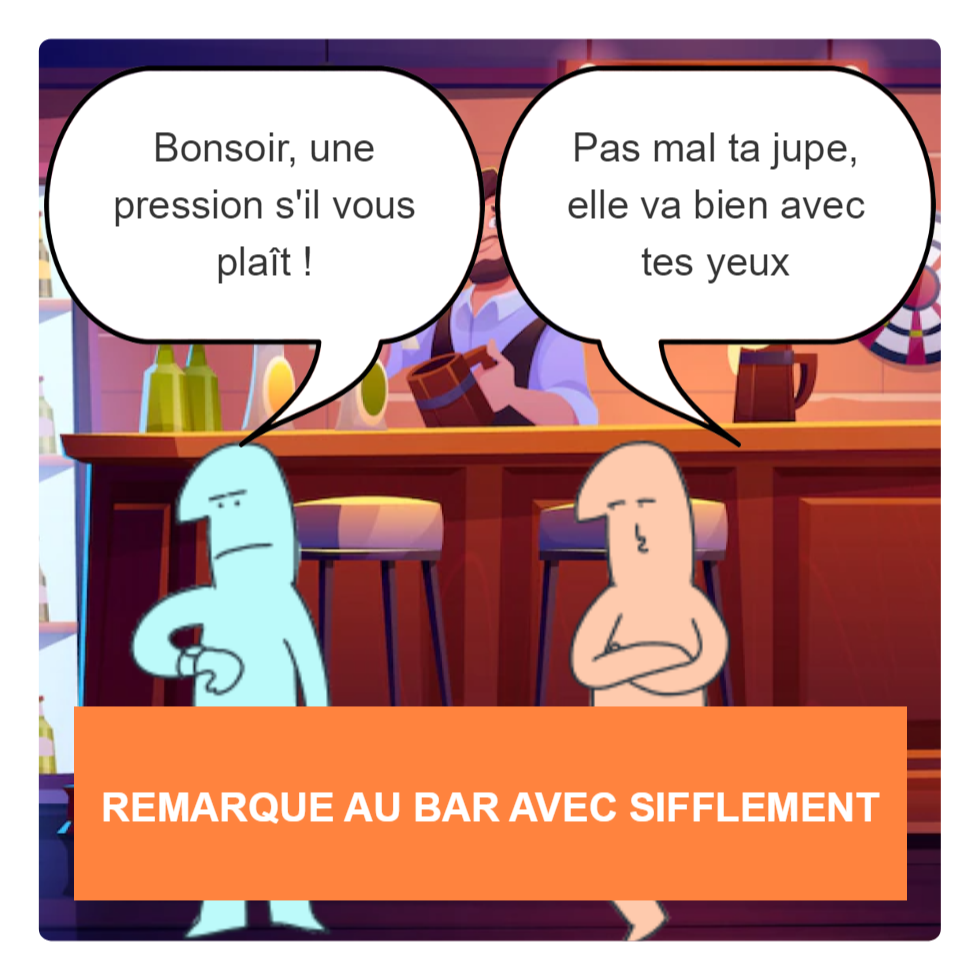 Bonsoir, une
pression s'il vous
plaît !
Pas mal ta jupe,
elle va bien avec
tes yeux
REMARQUE AU BAR AVEC SIFFLEMENT